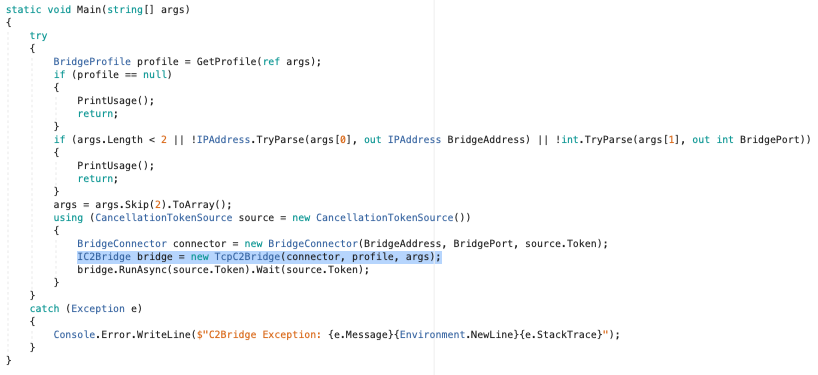 static void Main(string[] args)
{
    try
    {
        BridgeProfile profile = GetProfile(ref args);
        if (profile == null)
        {
            PrintUsage();
            return;
        }
        if (args.Length < 2 || !IPAddress.TryParse(args[0], out IPAddress BridgeAddress) || !int.TryParse(args[1], out int BridgePort))
        {
            PrintUsage();
            return;
        }
        args = args.Skip(2).ToArray();
        using (CancellationTokenSource source = new CancellationTokenSource())
        {
            BridgeConnector connector = new BridgeConnector(BridgeAddress, BridgePort, source.Token);
            IC2Bridge bridge = new TcpC2Bridge(connector, profile, args);
            bridge.RunAsync(source.Token).Wait(source.Token);
        }
    }
    catch (Exception e)
    {
        Console.Error.WriteLine($"C2Bridge Exception: {e.Message}{Environment.NewLine}{e.StackTrace}");
    }
}